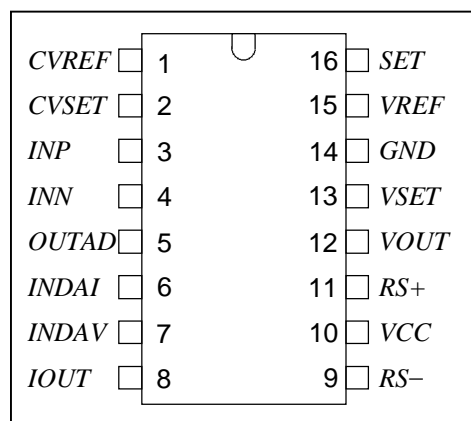 CVREF 1 16 SET
CVSET 2 15 VREF
INP 3 14 GND
INN 4 13 VSET
OUTAD 5 12 VOUT
INDAI 6 11 RS+
INDAV 7 10 VCC
IOUT 8 9 RS−